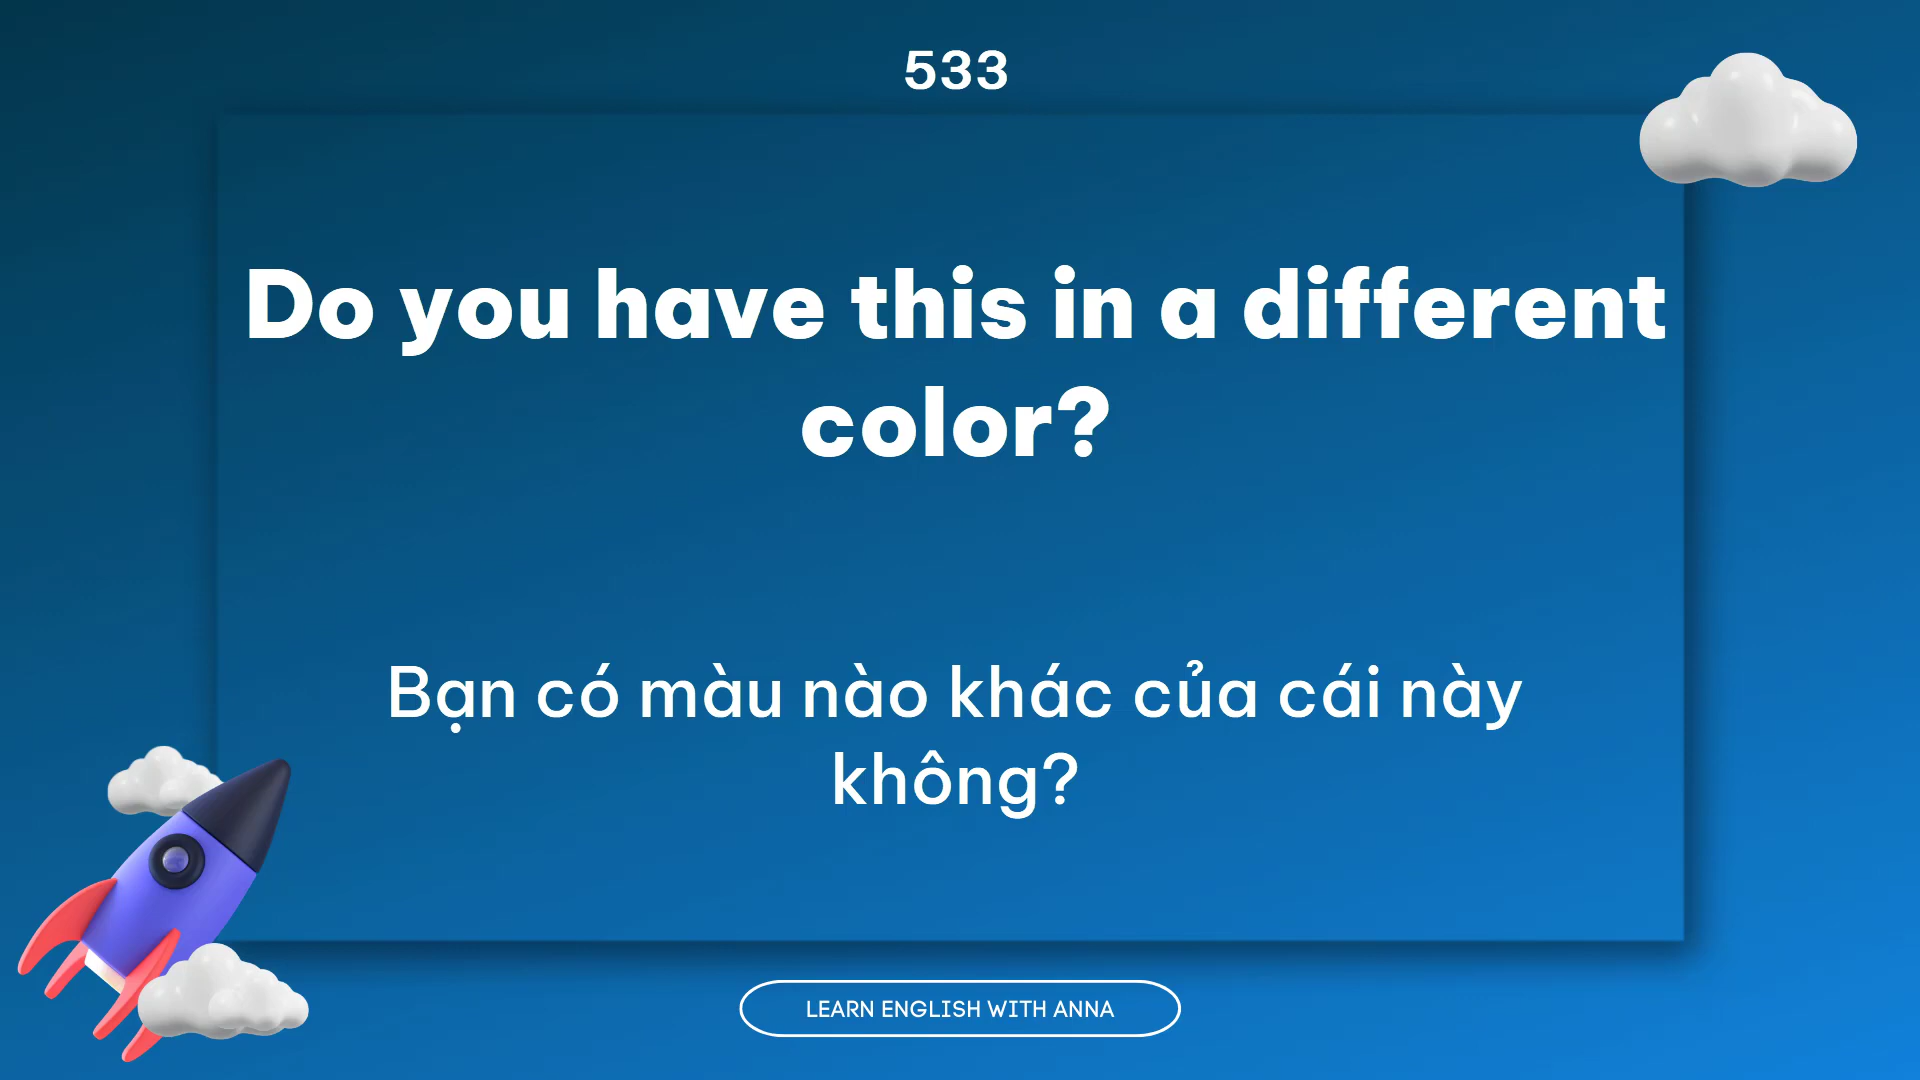 533
Do you have this in a different
color?
Bạn có màu nào khác của cái này
không?
LEARN ENGLISH WITH ANNA